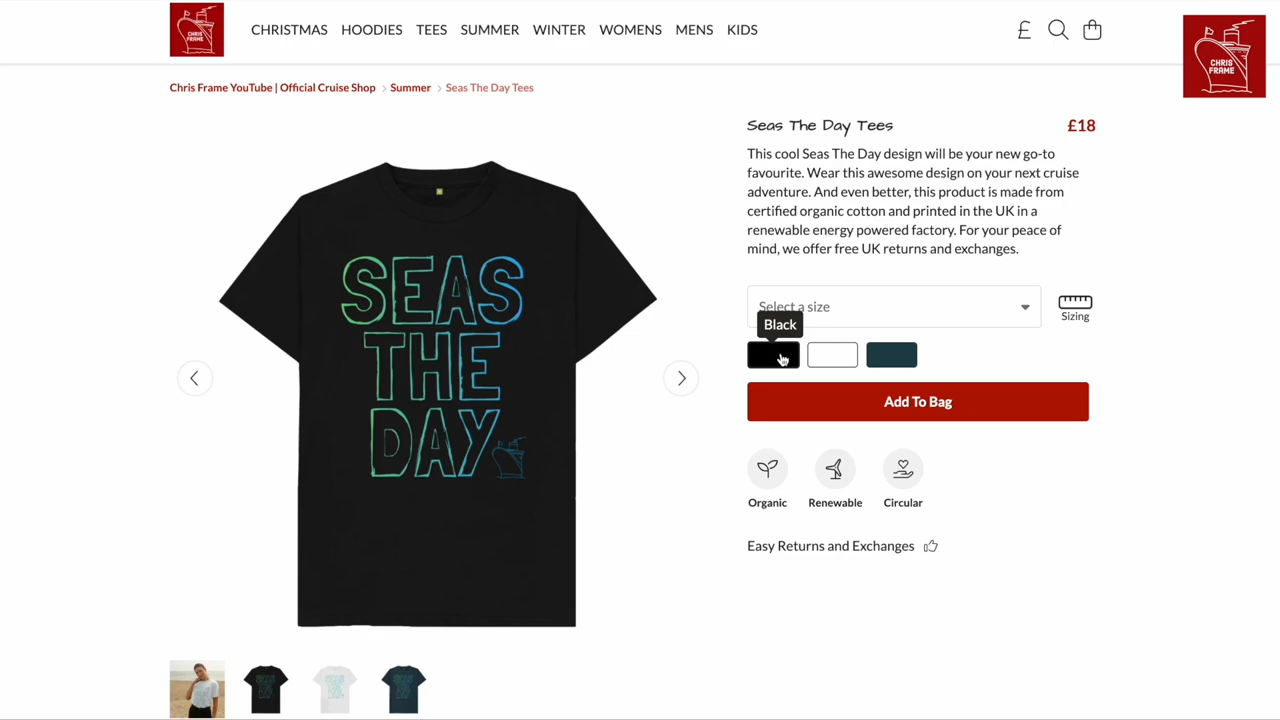 CHRIS
FRAME
CHRISTMAS HOODIES TEES SUMMER WINTER WOMENS MENS KIDS
£
CHRIS
FRAME
Chris Frame YouTube | Official Cruise Shop > Summer > Seas The Day Tees
Seas The Day Tees £18
This cool Seas The Day design will be your new go-to
favourite. Wear this awesome design on your next cruise
adventure. And even better, this product is made from
certified organic cotton and printed in the UK in a
renewable energy powered factory. For your peace of
mind, we offer free UK returns and exchanges.
SEAS
THE
DAY
Select a size
Sizing
Black
Add To Bag
Organic Renewable Circular
Easy Returns and Exchanges